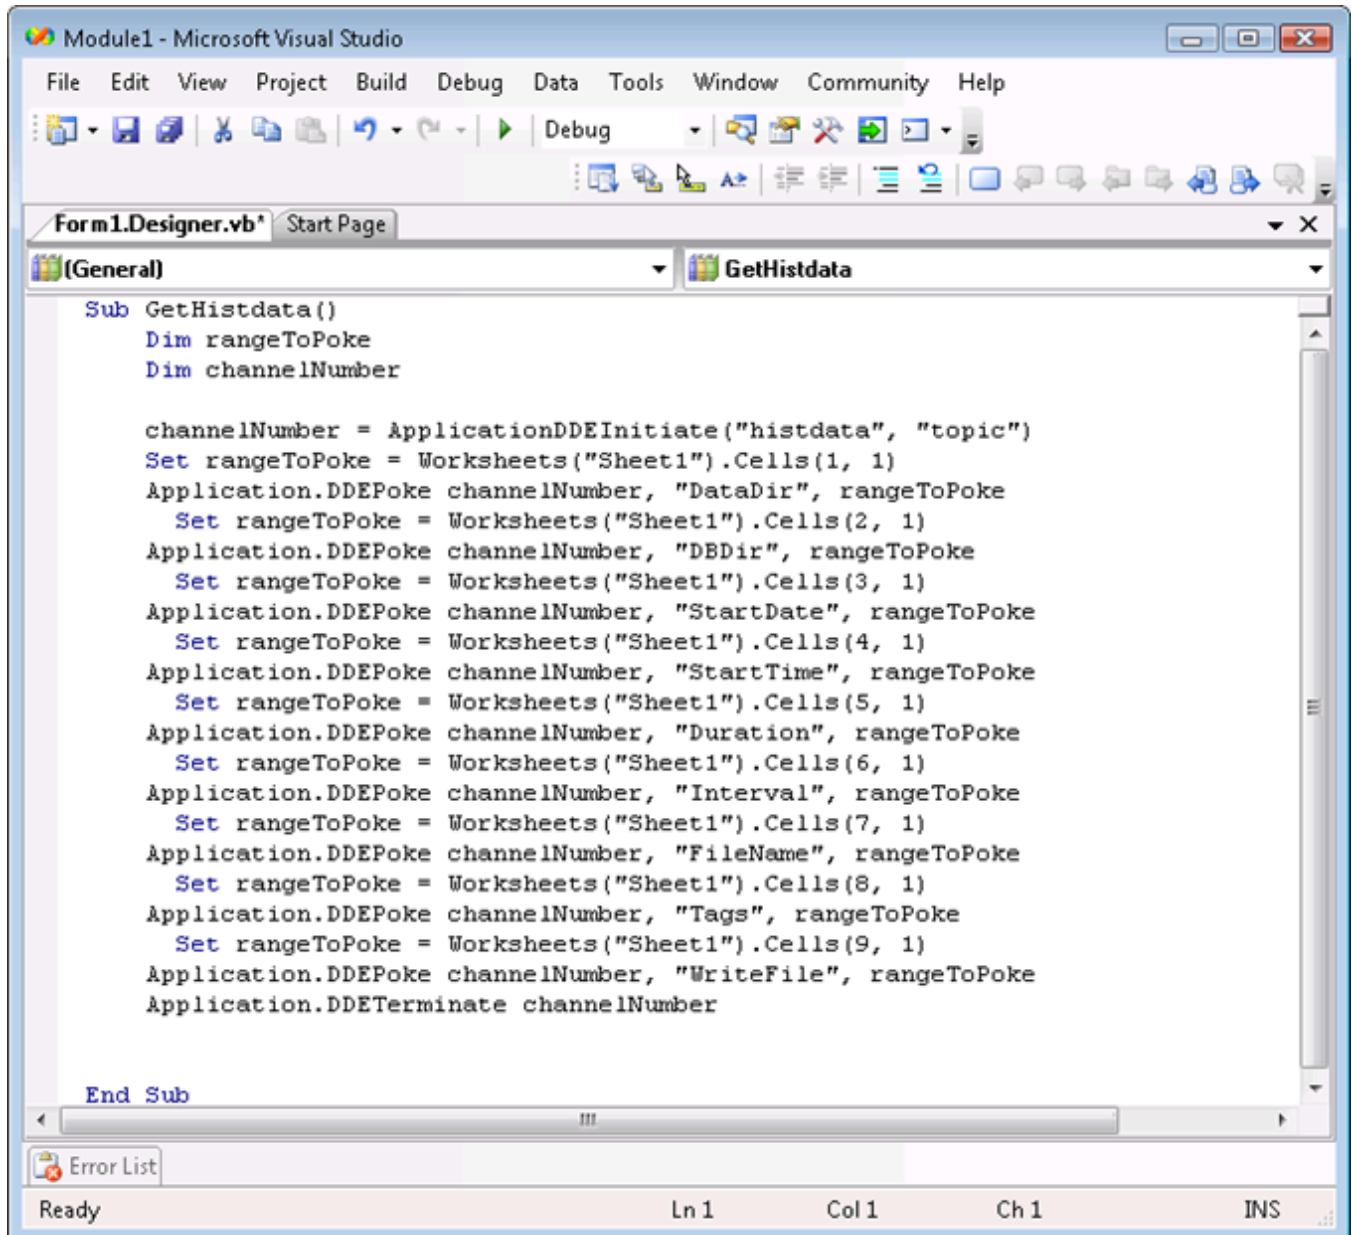 Module1 - Microsoft Visual Studio
File Edit View Project Build Debug Data Tools Window Community Help
Debug
Form1.Designer.vb* Start Page
(General) GetHistdata
Sub GetHistdata()
Dim rangeToPoke
Dim channelNumber
channelNumber = ApplicationDDEInitiate("histdata", "topic")
Set rangeToPoke = Worksheets("Sheet1").Cells(1, 1)
Application.DDEPoke channelNumber, "DataDir", rangeToPoke
Set rangeToPoke = Worksheets("Sheet1").Cells(2, 1)
Application.DDEPoke channelNumber, "DBDir", rangeToPoke
Set rangeToPoke = Worksheets("Sheet1").Cells(3, 1)
Application.DDEPoke channelNumber, "StartDate", rangeToPoke
Set rangeToPoke = Worksheets("Sheet1").Cells(4, 1)
Application.DDEPoke channelNumber, "StartTime", rangeToPoke
Set rangeToPoke = Worksheets("Sheet1").Cells(5, 1)
Application.DDEPoke channelNumber, "Duration", rangeToPoke
Set rangeToPoke = Worksheets("Sheet1").Cells(6, 1)
Application.DDEPoke channelNumber, "Interval", rangeToPoke
Set rangeToPoke = Worksheets("Sheet1").Cells(7, 1)
Application.DDEPoke channelNumber, "FileName", rangeToPoke
Set rangeToPoke = Worksheets("Sheet1").Cells(8, 1)
Application.DDEPoke channelNumber, "Tags", rangeToPoke
Set rangeToPoke = Worksheets("Sheet1").Cells(9, 1)
Application.DDEPoke channelNumber, "WriteFile", rangeToPoke
Application.DDETerminate channelNumber
End Sub
Error List
Ready Ln 1 Col 1 Ch 1 INS